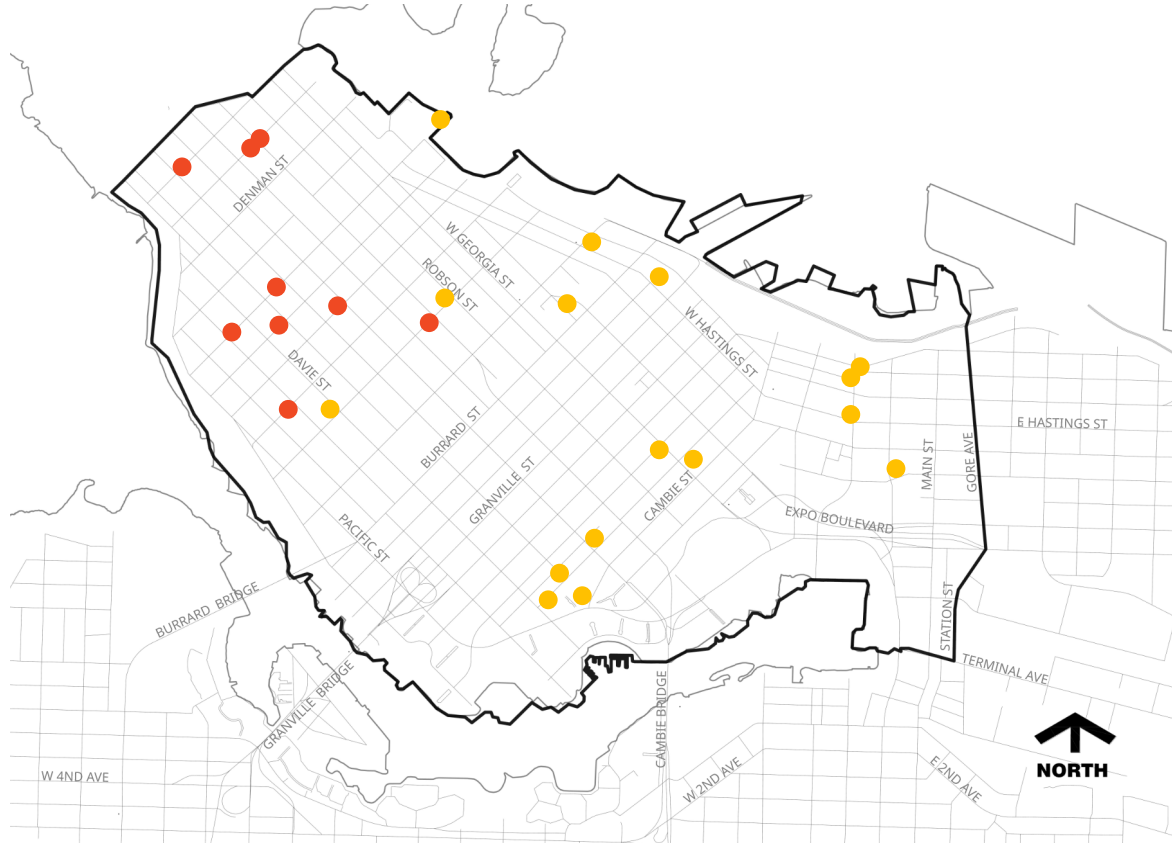 DENMAN ST
W GEORGIA ST
ROBSON ST
W HASTINGS ST
DAVIE ST
BURRARD ST
E HASTINGS ST
MAIN ST
GORE AVE
GRANVILLE ST
CAMBIE ST
EXPO BOULEVARD
PACIFIC ST
BURRARD BRIDGE
STATION ST
TERMINAL AVE
GRANVILLE BRIDGE
CAMBIE BRIDGE
W 4ND AVE
W 2ND AVE
E 2ND AVE
NORTH